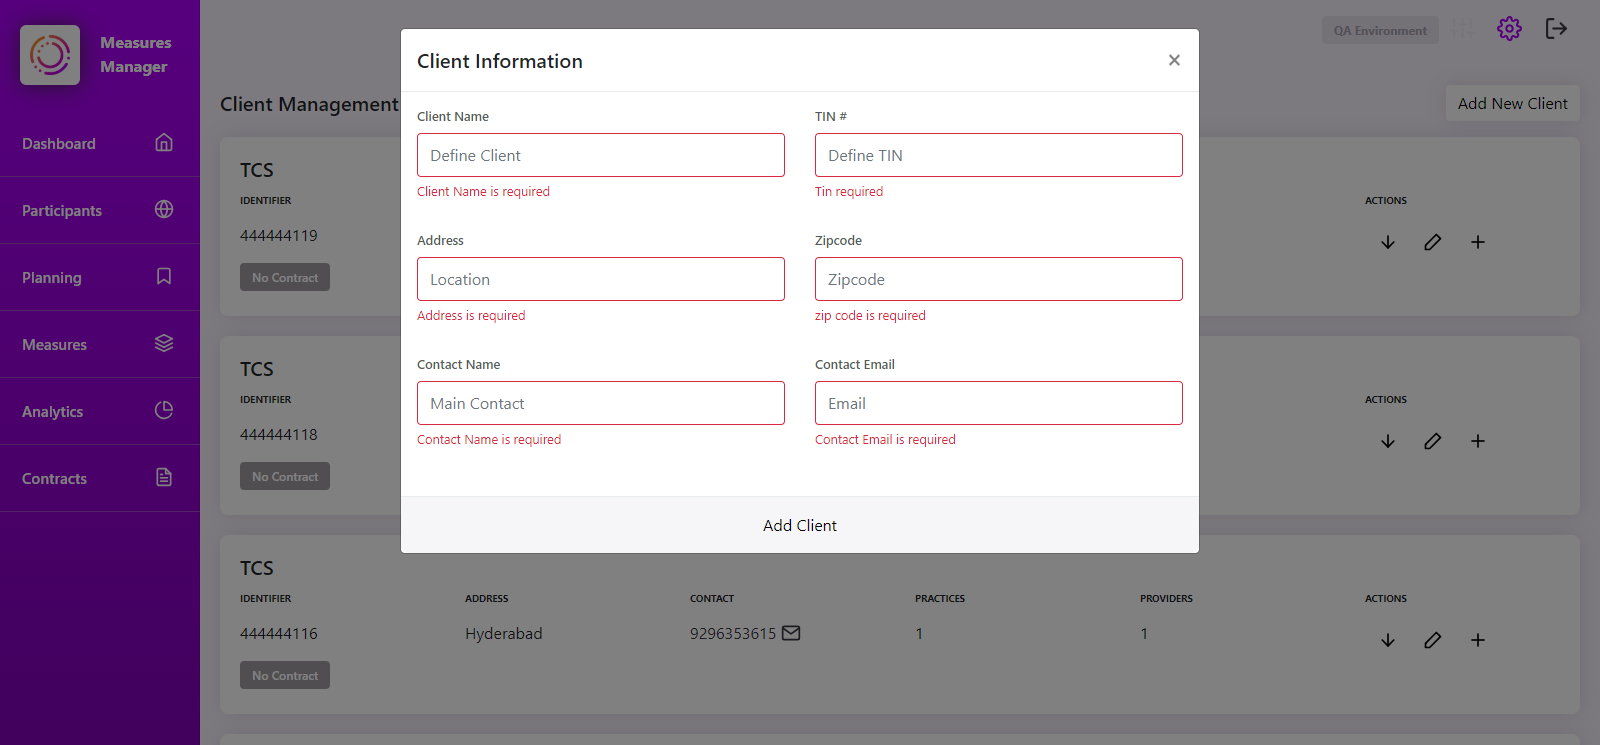 Measures
Manager
QA Environment
Dashboard
Participants
Planning
Measures
Analytics
Contracts
Client Management
Add New Client
Client Information
×
Client Name
TIN #
Define Client
Define TIN
Client Name is required
Tin required
Address
Zipcode
Location
Zipcode
Address is required
zip code is required
Contact Name
Contact Email
Main Contact
Email
Contact Name is required
Contact Email is required
Add Client
TCS
IDENTIFIER
ACTIONS
444444119
No Contract
TCS
IDENTIFIER
ACTIONS
444444118
No Contract
TCS
IDENTIFIER ADDRESS CONTACT PRACTICES PROVIDERS ACTIONS
444444116 Hyderabad 9296353615 1 1
No Contract